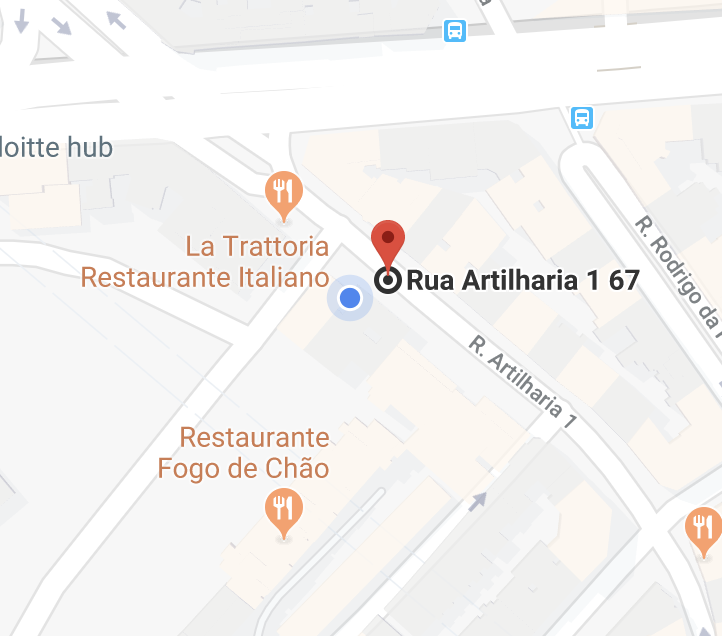 loitte hub
La Trattoria
Restaurante Italiano
Rua Artilharia 1 67
R. Rodrigo da
R. Artilharia 1
Restaurante
Fogo de Chão